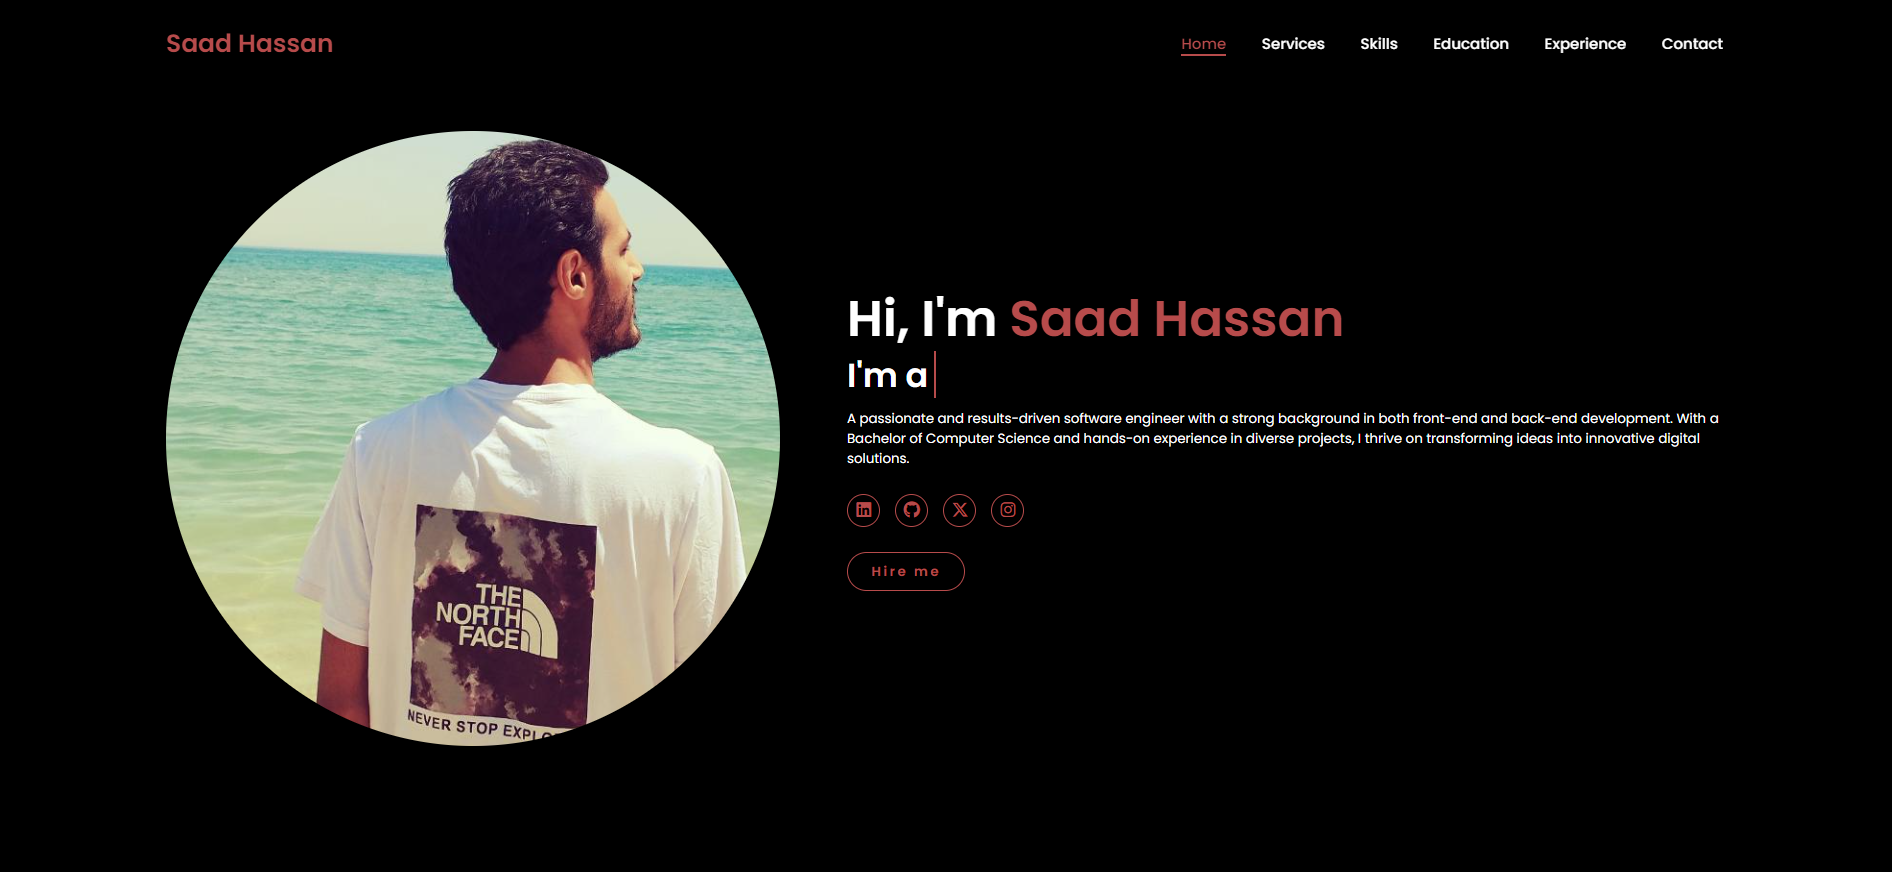 Saad Hassan
Home Services Skills Education Experience Contact
Hi, I'm Saad Hassan
I'm a
A passionate and results-driven software engineer with a strong background in both front-end and back-end development. With a
Bachelor of Computer Science and hands-on experience in diverse projects, I thrive on transforming ideas into innovative digital
solutions.
in
X
Hire me
THE
NORTH
FACE
NEVER STOP EXPLO